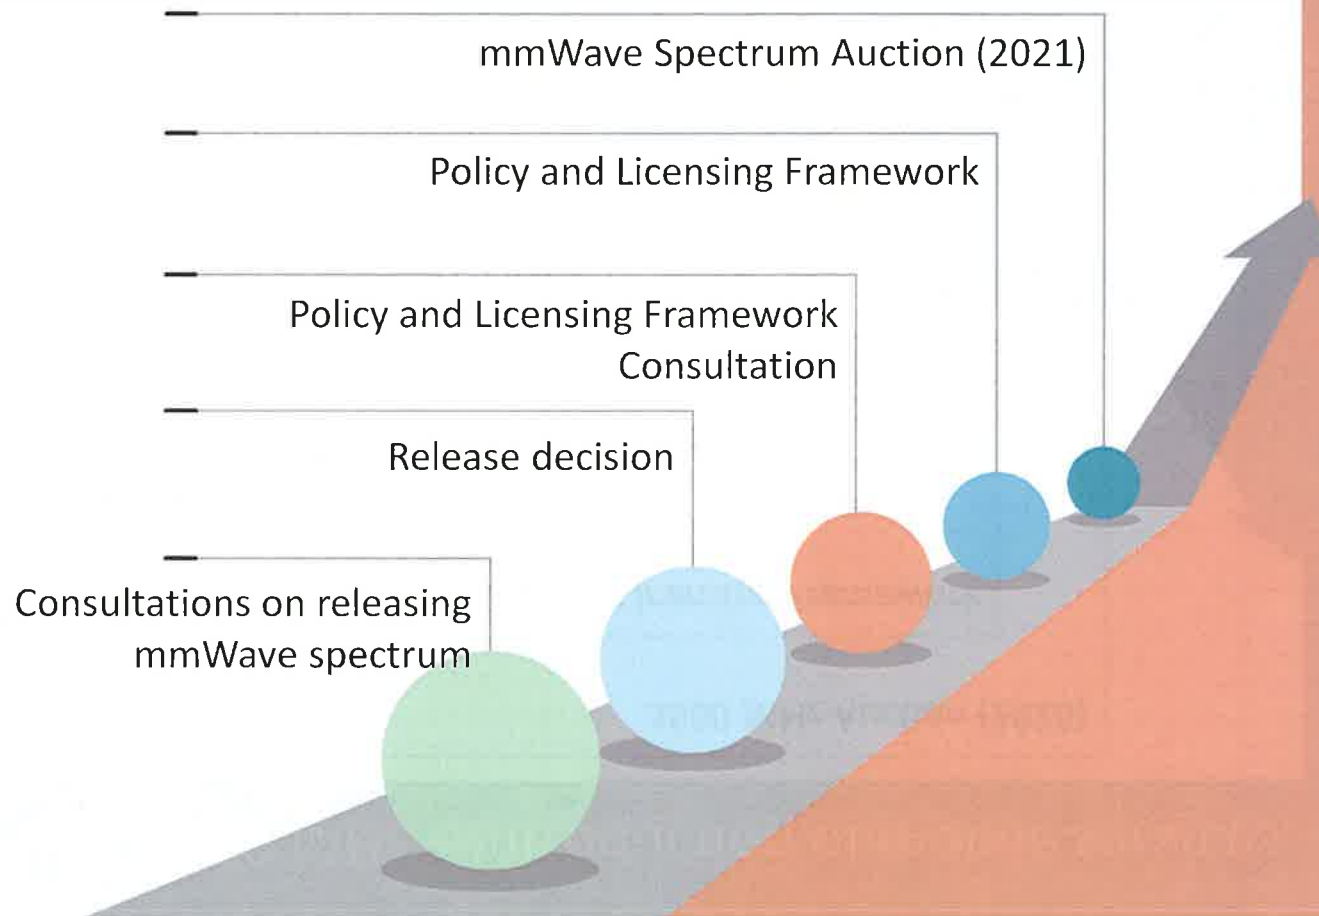 mmWave Spectrum Auction (2021)
Policy and Licensing Framework
Policy and Licensing Framework
Consultation
Release decision
Consultations on releasing
mmWave spectrum